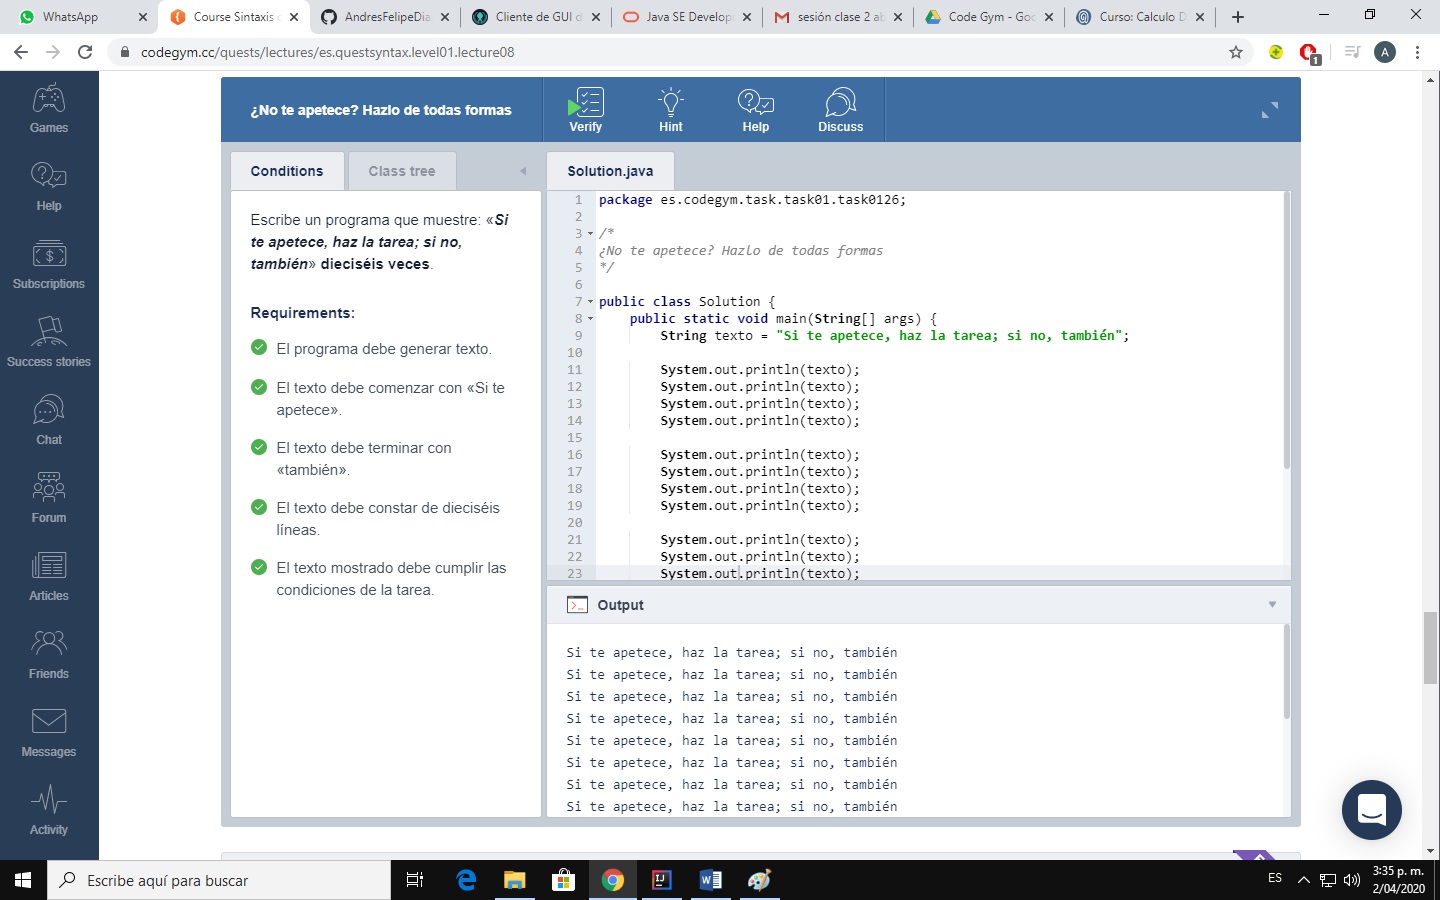 WhatsApp
Course Sintaxis d
AndresFelipeDia
Cliente de GUI d
Java SE Develop
sesión clase 2 ab
Code Gym - Goo
Curso: Calculo D
codegym.cc/quests/lectures/es.questsyntax.level01.lecture08
A
1
Games
Help
Subscriptions
Success stories
Chat
Forum
Articles
Friends
Messages
Activity
¿No te apetece? Hazlo de todas formas
Verify
Hint
Help
Discuss
Conditions
Class tree
Escribe un programa que muestre: «Si
te apetece, haz la tarea; si no,
también» dieciséis veces.
Requirements:
El programa debe generar texto.
El texto debe comenzar con «Si te
apetece».
El texto debe terminar con
«también».
El texto debe constar de dieciséis
líneas.
El texto mostrado debe cumplir las
condiciones de la tarea.
Solution.java
1 package es.codegym.task.task01.task0126;
2
3 /*
4 ¿No te apetece? Hazlo de todas formas
5 */
6
7 public class Solution {
8 public static void main(String[] args) {
9 String texto = "Si te apetece, haz la tarea; si no, también";
10
11 System.out.println(texto);
12 System.out.println(texto);
13 System.out.println(texto);
14 System.out.println(texto);
15
16 System.out.println(texto);
17 System.out.println(texto);
18 System.out.println(texto);
19 System.out.println(texto);
20
21 System.out.println(texto);
22 System.out.println(texto);
23 System.out.println(texto);
Output
Si te apetece, haz la tarea; si no, también
Si te apetece, haz la tarea; si no, también
Si te apetece, haz la tarea; si no, también
Si te apetece, haz la tarea; si no, también
Si te apetece, haz la tarea; si no, también
Si te apetece, haz la tarea; si no, también
Si te apetece, haz la tarea; si no, también
Si te apetece, haz la tarea; si no, también
Escribe aquí para buscar
ES
3:35 p. m.
2/04/2020